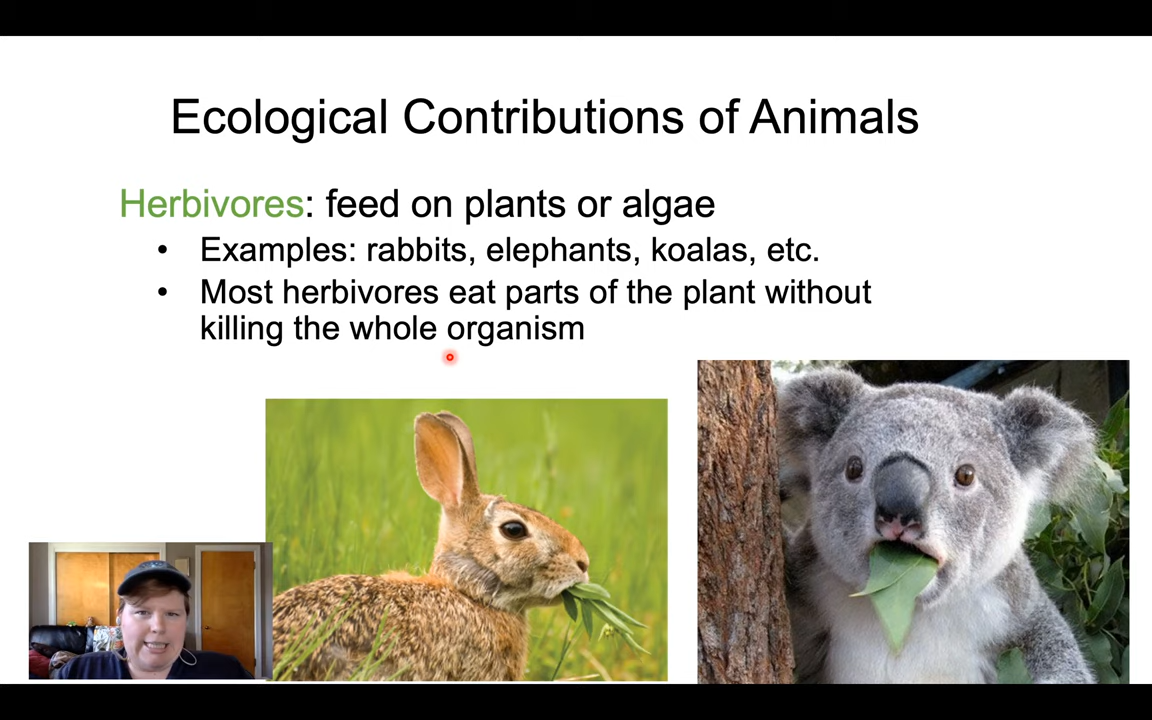 Ecological Contributions of Animals
Herbivores: feed on plants or algae
• Examples: rabbits, elephants, koalas, etc.
• Most herbivores eat parts of the plant without
killing the whole organism